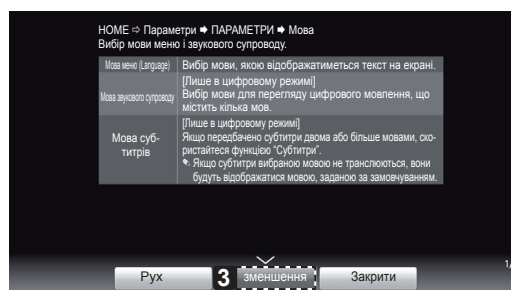 HOME ⇨ Параметри ➡ ПАРАМЕТРИ ➡ Мова
Вибір мови меню і звукового супроводу.
Мова меню (Language) Вибір мови, якою відображатиметься текст на екрані.
[Лише в цифровому режимі]
Мова звукового супроводу Вибір мови для перегляду цифрового мовлення, що
містить кілька мов.
[Лише в цифровому режимі]
Мова суб-
титрів
Якщо передбачено субтитри двома або більше мовами, ско-
ристайтеся функцією “Субтитри”.
Якщо субтитри вибраною мовою не транслюються, вони
будуть відображатися мовою, заданою за замовчуванням.
Рух 3 зменшення Закрити
1/